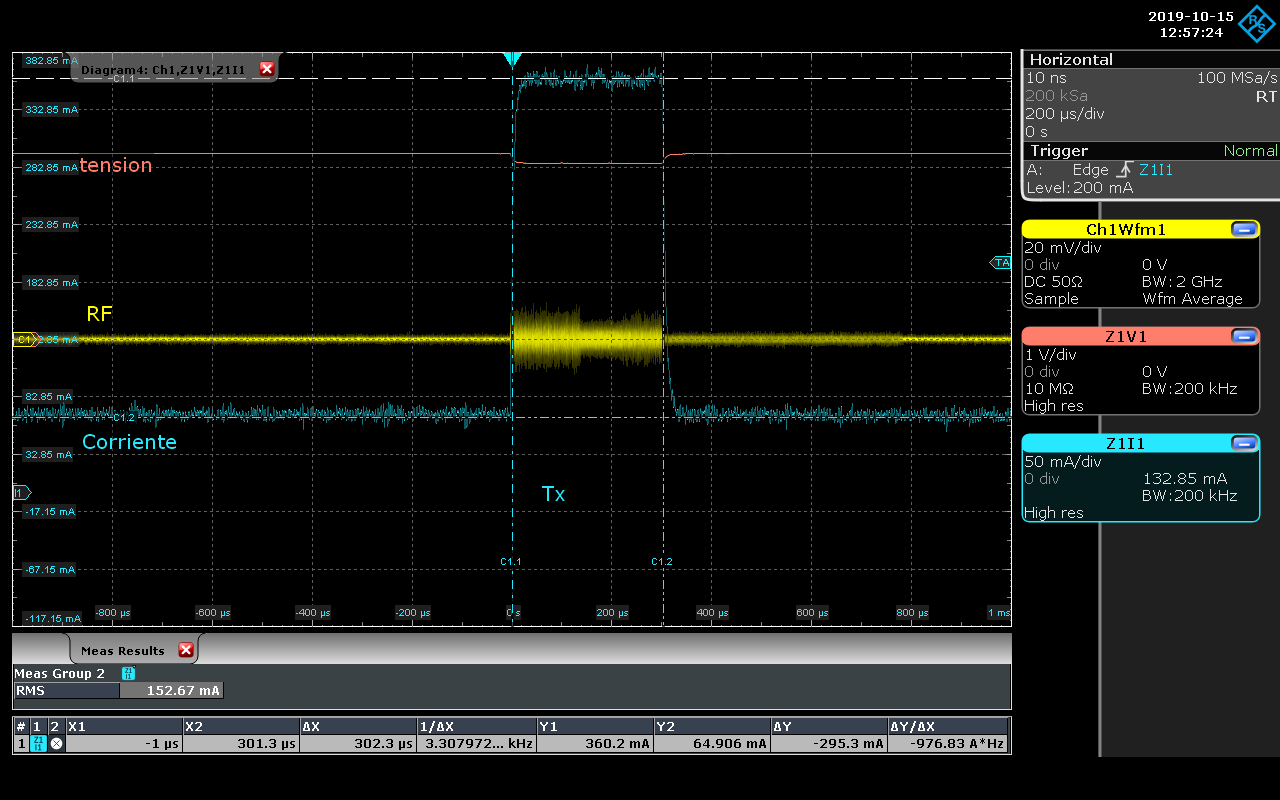 2019-10-15
12:57:24
R&S
Diagram4: Ch1,Z1V1,Z1I1
C1.1
382.85 mA
332.85 mA
282.85 mA
232.85 mA
182.85 mA
82.85 mA
32.85 mA
-17.15 mA
-67.15 mA
-117.15 mA
tension
RF
C1
TA
C1.2
Corriente
I1
Tx
C1.1
C1.2
-800 µs
-600 µs
-400 µs
-200 µs
0 s
200 µs
400 µs
600 µs
800 µs
1 ms
Horizontal
10 ns 100 MSa/s
200 kSa RT
200 µs/div
0 s
Trigger Normal
A: Edge Z1I1
Level: 200 mA
Ch1Wfm1
20 mV/div
0 div 0 V
DC 50Ω BW: 2 GHz
Sample Wfm Average
Z1V1
1 V/div
0 div 0 V
10 MΩ BW:200 kHz
High res
Z1I1
50 mA/div
0 div 132.85 mA
BW:200 kHz
High res
Meas Results
Meas Group 2 Z1 I1
RMS 152.67 mA
# 1 2 X1 X2 ΔX 1/ΔX Y1 Y2 ΔY ΔY/ΔX
1 Z1 I1 -1 µs 301.3 µs 302.3 µs 3.307972... kHz 360.2 mA 64.906 mA -295.3 mA -976.83 A*Hz